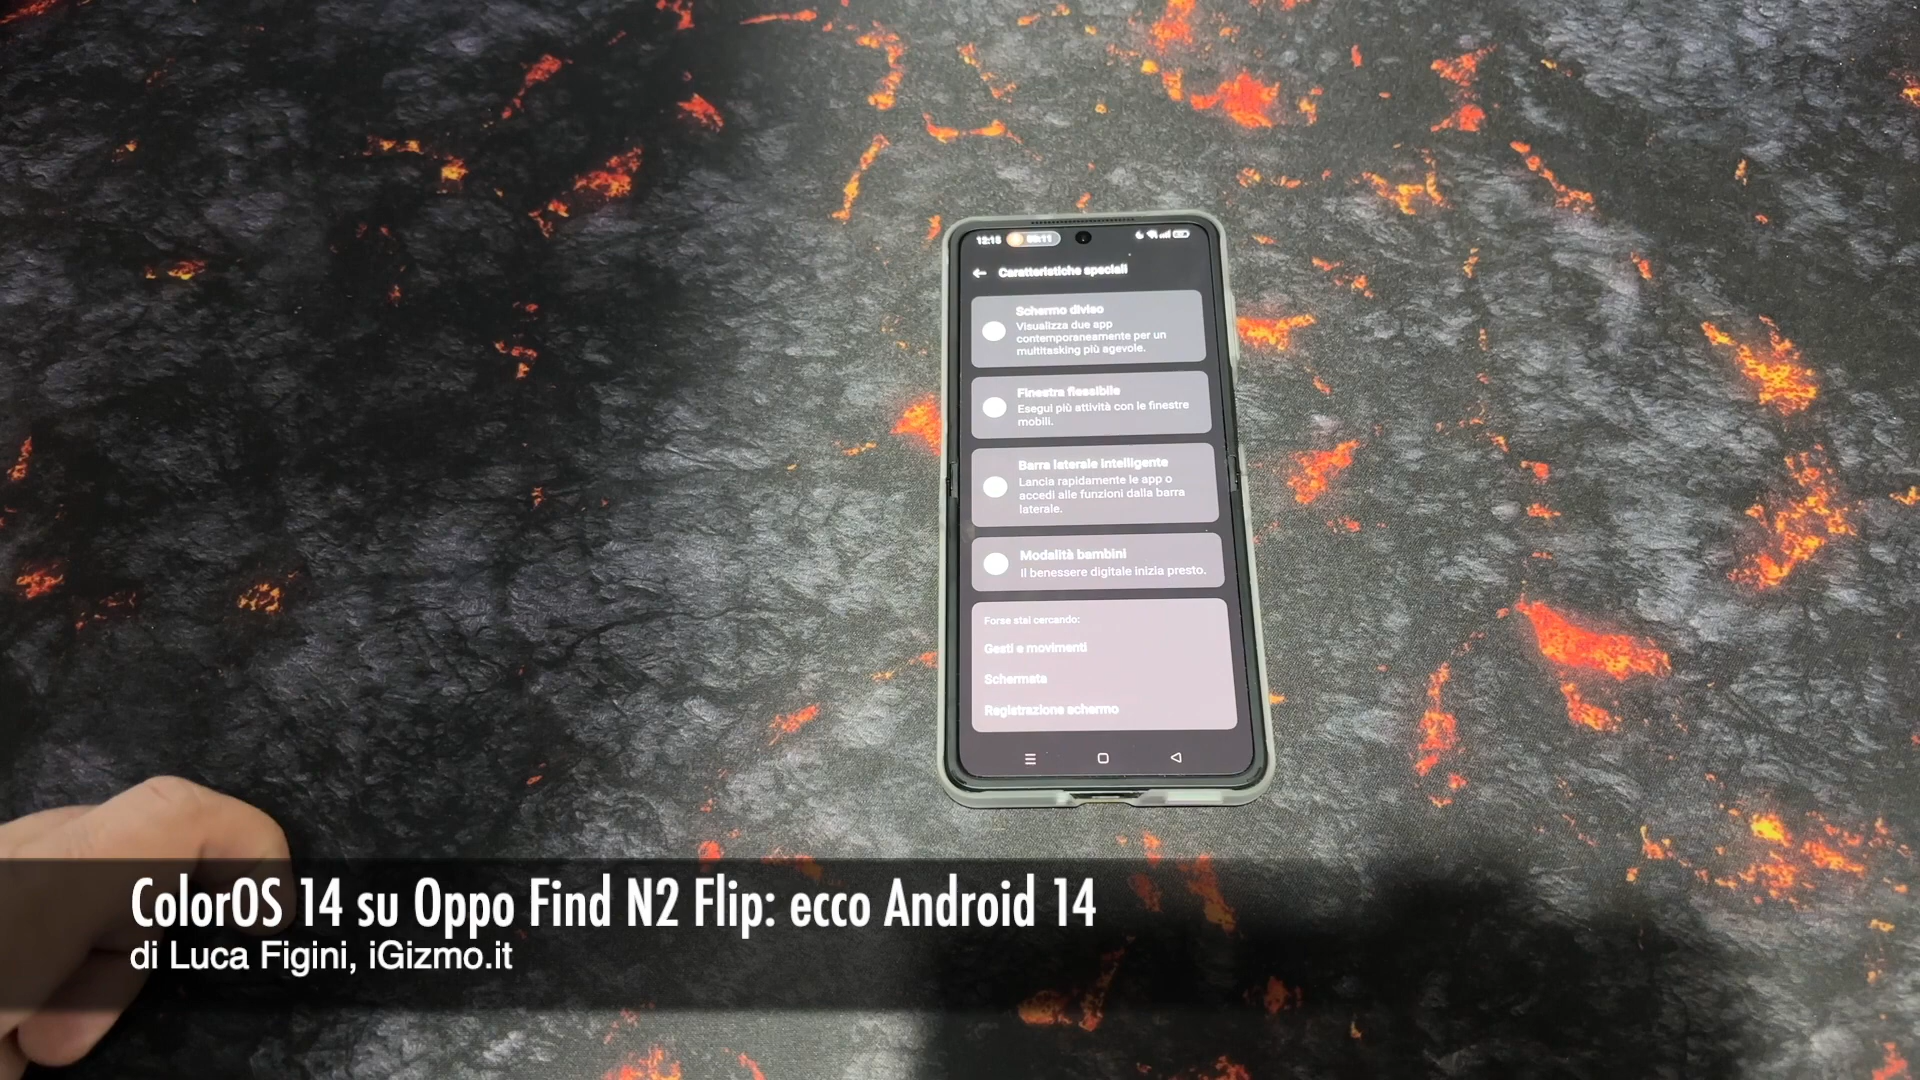 12:15
Caratteristiche speciali
Schermo diviso
Visualizza due app
contemporaneamente per un
multitasking più agevole.
Finestra flessibile
Esegui più attività con le finestre
mobili.
Barra laterale intelligente
Lancia rapidamente le app o
accedi alle funzioni dalla barra
laterale.
Modalità bambini
Il benessere digitale inizia presto.
Forse stai cercando:
Gesti e movimenti
Schermata
Registrazione schermo
ColorOS 14 su Oppo Find N2 Flip: ecco Android 14
di Luca Figini, iGizmo.it